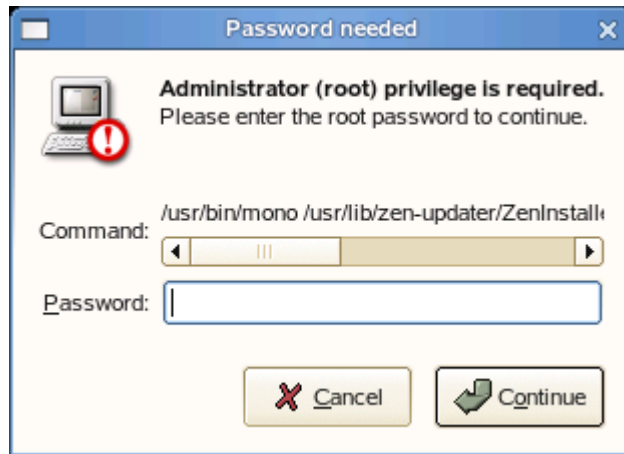 Password needed
Administrator (root) privilege is required.
Please enter the root password to continue.
/usr/bin/mono /usr/lib/zen-updater/ZenInstalle
Command:
Password:
Cancel
Continue